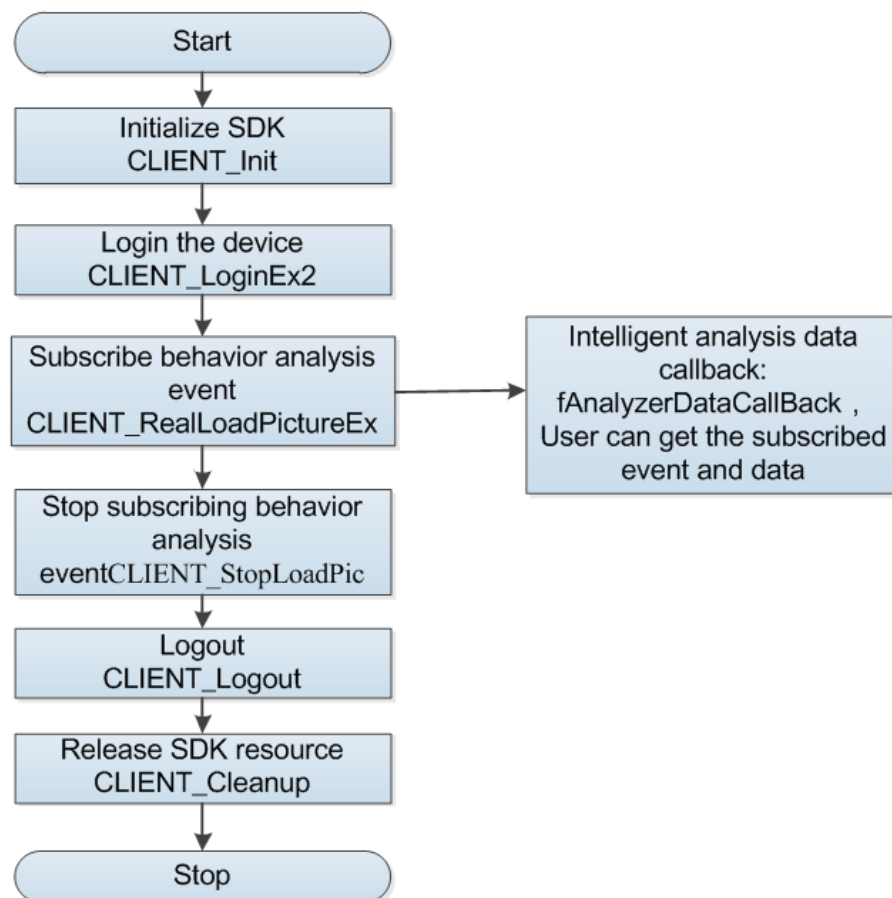 Start
Initialize SDK
CLIENT_Init
Login the device
CLIENT_LoginEx2
Subscribe behavior analysis
event
CLIENT_RealLoadPictureEx
Intelligent analysis data
callback:
fAnalyzerDataCallBack ,
User can get the subscribed
event and data
Stop subscribing behavior
analysis
eventCLIENT_StopLoadPic
Logout
CLIENT_Logout
Release SDK resource
CLIENT_Cleanup
Stop